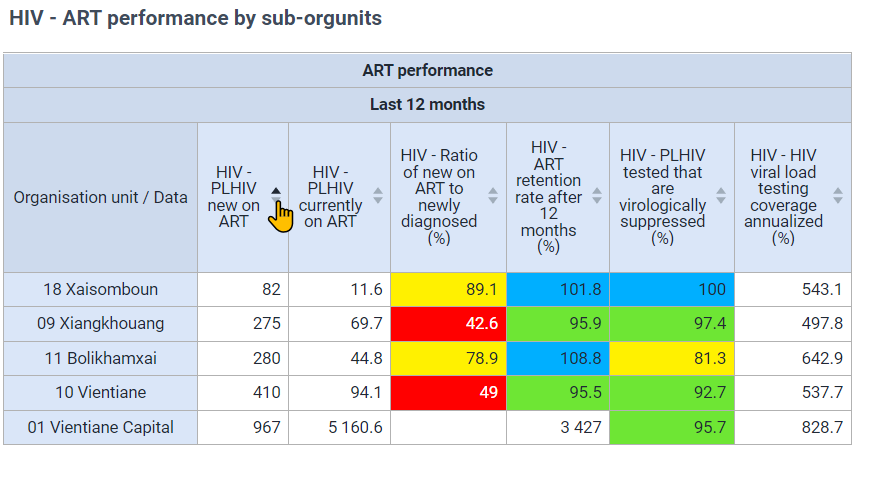 HIV - ART performance by sub-orgunits
ART performance
Last 12 months
Organisation unit / Data
HIV -
PLHIV
new on
ART
HIV -
PLHIV
currently
on ART
HIV - Ratio
of new on
ART to
newly
diagnosed
(%)
HIV -
ART
retention
rate after
12
months
(%)
HIV - PLHIV
tested that
are
virologically
suppressed
(%)
HIV - HIV
viral load
testing
coverage
annualized
(%)
18 Xaisomboun 82 11.6 89.1 101.8 100 543.1
09 Xiangkhouang 275 69.7 42.6 95.9 97.4 497.8
11 Bolikhamxai 280 44.8 78.9 108.8 81.3 642.9
10 Vientiane 410 94.1 49 95.5 92.7 537.7
01 Vientiane Capital 967 5 160.6 3 427 95.7 828.7